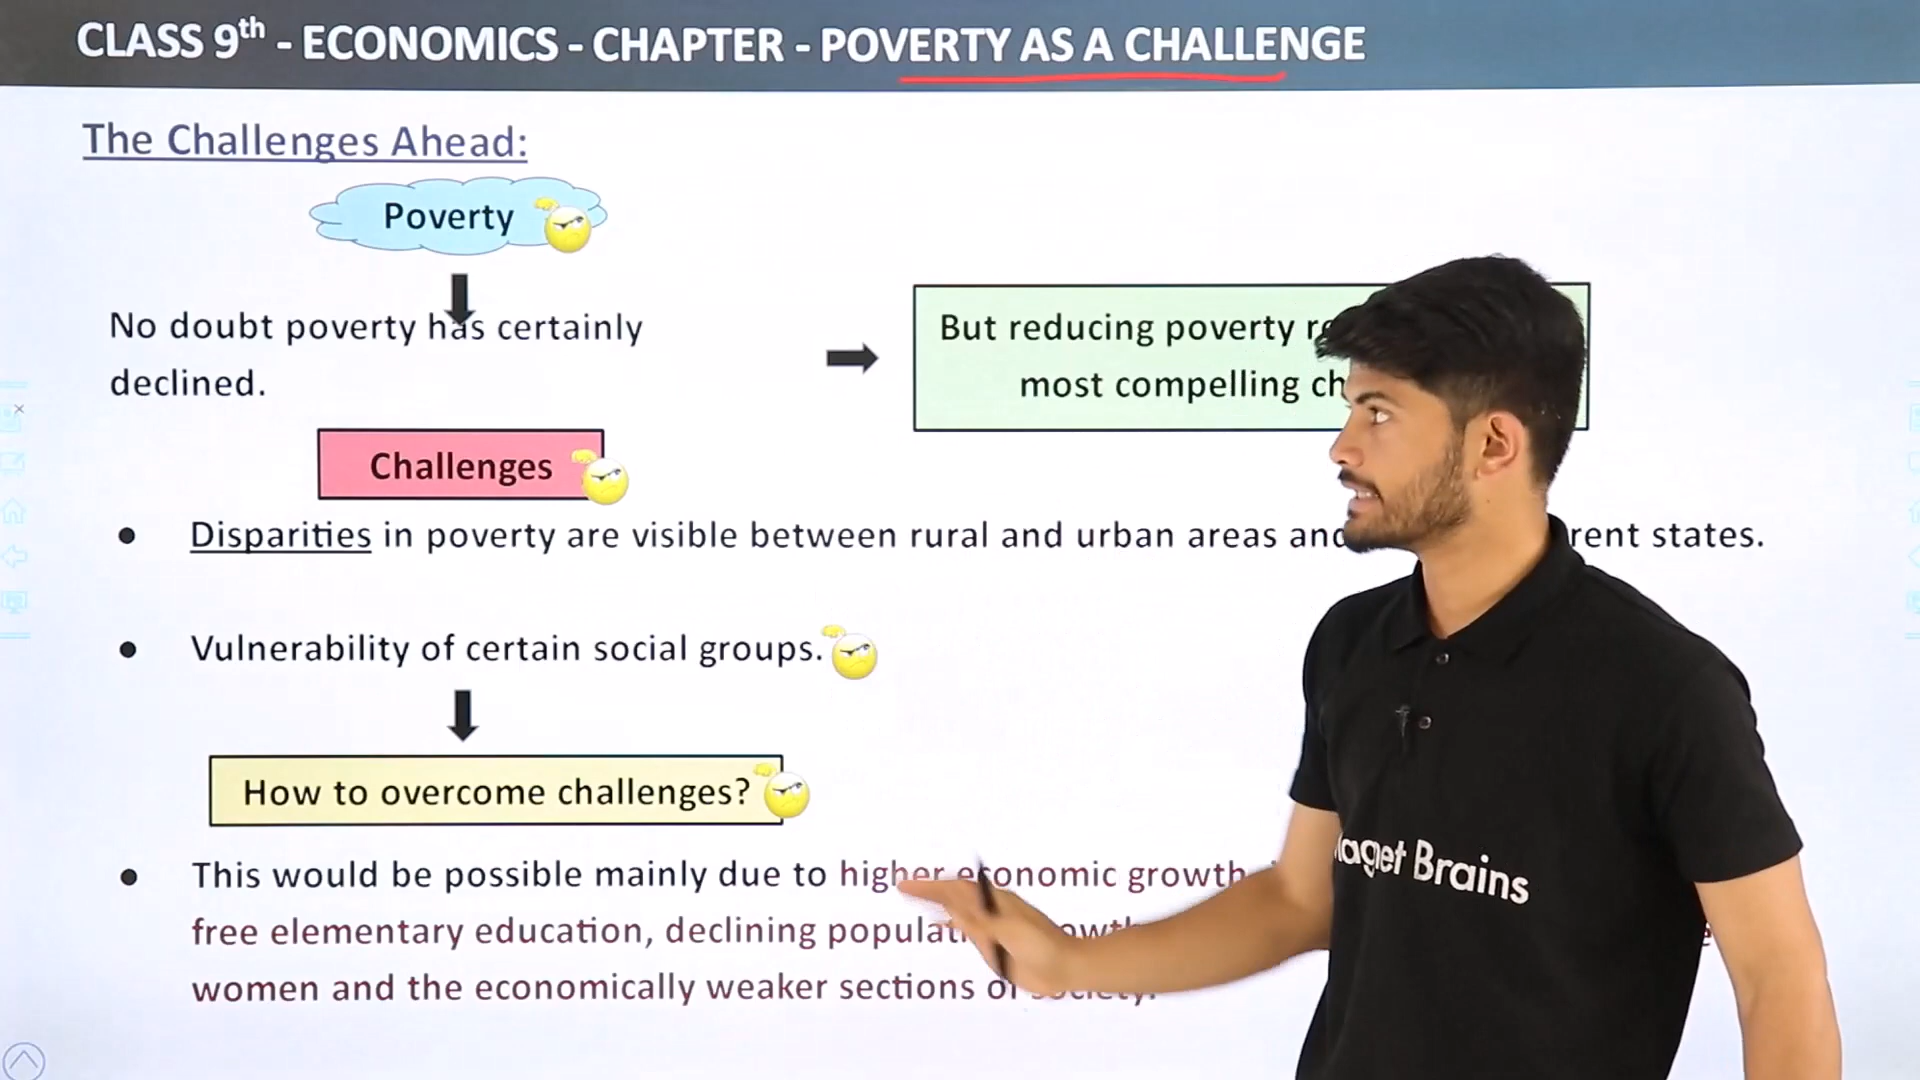 CLASS 9th - ECONOMICS - CHAPTER - POVERTY AS A CHALLENGE
The Challenges Ahead:
Poverty
No doubt poverty has certainly
declined.
But reducing poverty
most compelling
Challenges
Disparities in poverty are visible between rural and urban areas and states.
Vulnerability of certain social groups.
How to overcome challenges?
This would be possible mainly due to higher economic growth
free elementary education, declining
women and the economically weaker sections of society.
Brains